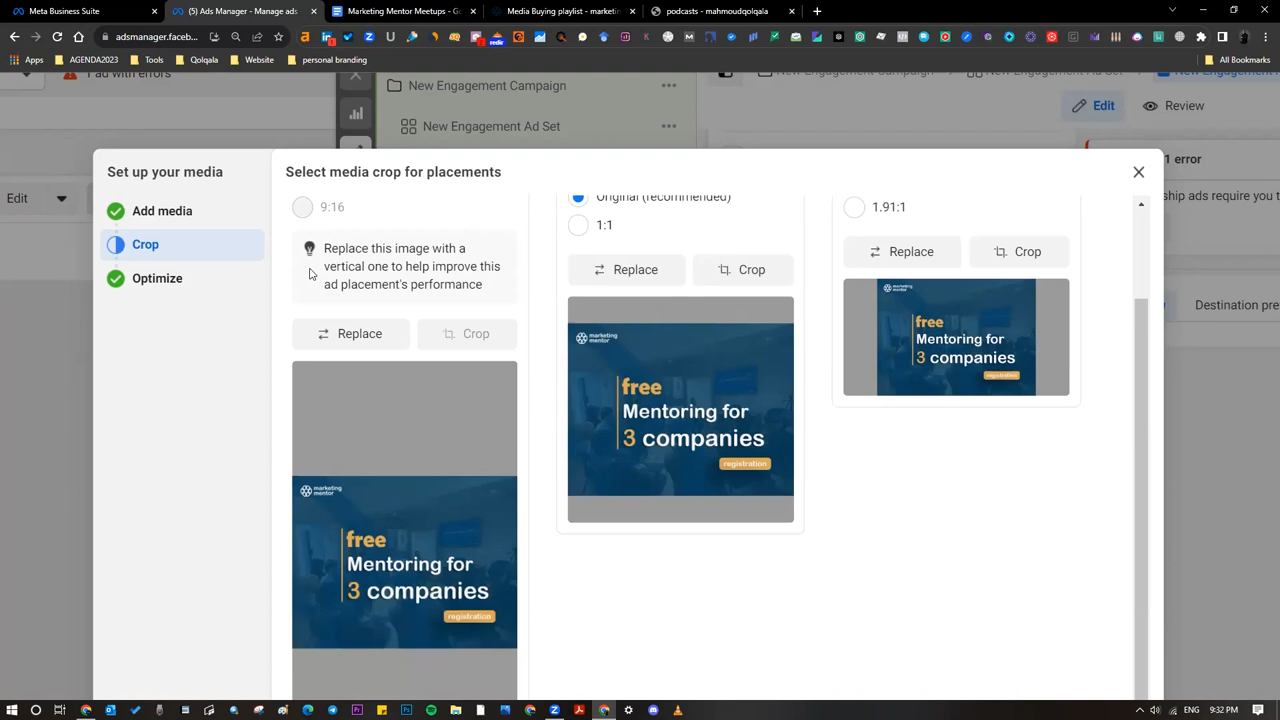 Meta Business Suite
(5) Ads Manager - Manage ads
Marketing Mentor Meetups - Go
Media Buying playlist - marketin
podcasts - mahmoudqolqala
adsmanager.faceb...
Apps
AGENDA2023
Tools
Qolqala
Website
personal branding
All Bookmarks
1 ad with errors
New Engagement Campaign
New Engagement Ad Set
New Engagement Campaign
New Engagement Ad Set
Edit
Review
1 error
ship ads require you t
Destination pre
Edit
Set up your media
Add media
Crop
Optimize
Select media crop for placements
9:16
Replace this image with a
vertical one to help improve this
ad placement's performance
Replace
Crop
marketing
mentor
free
Mentoring for
3 companies
registration
Original (recommended)
1:1
Replace
Crop
marketing
mentor
free
Mentoring for
3 companies
registration
1.91:1
Replace
Crop
marketing
mentor
free
Mentoring for
3 companies
registration
ENG
9:32 PM